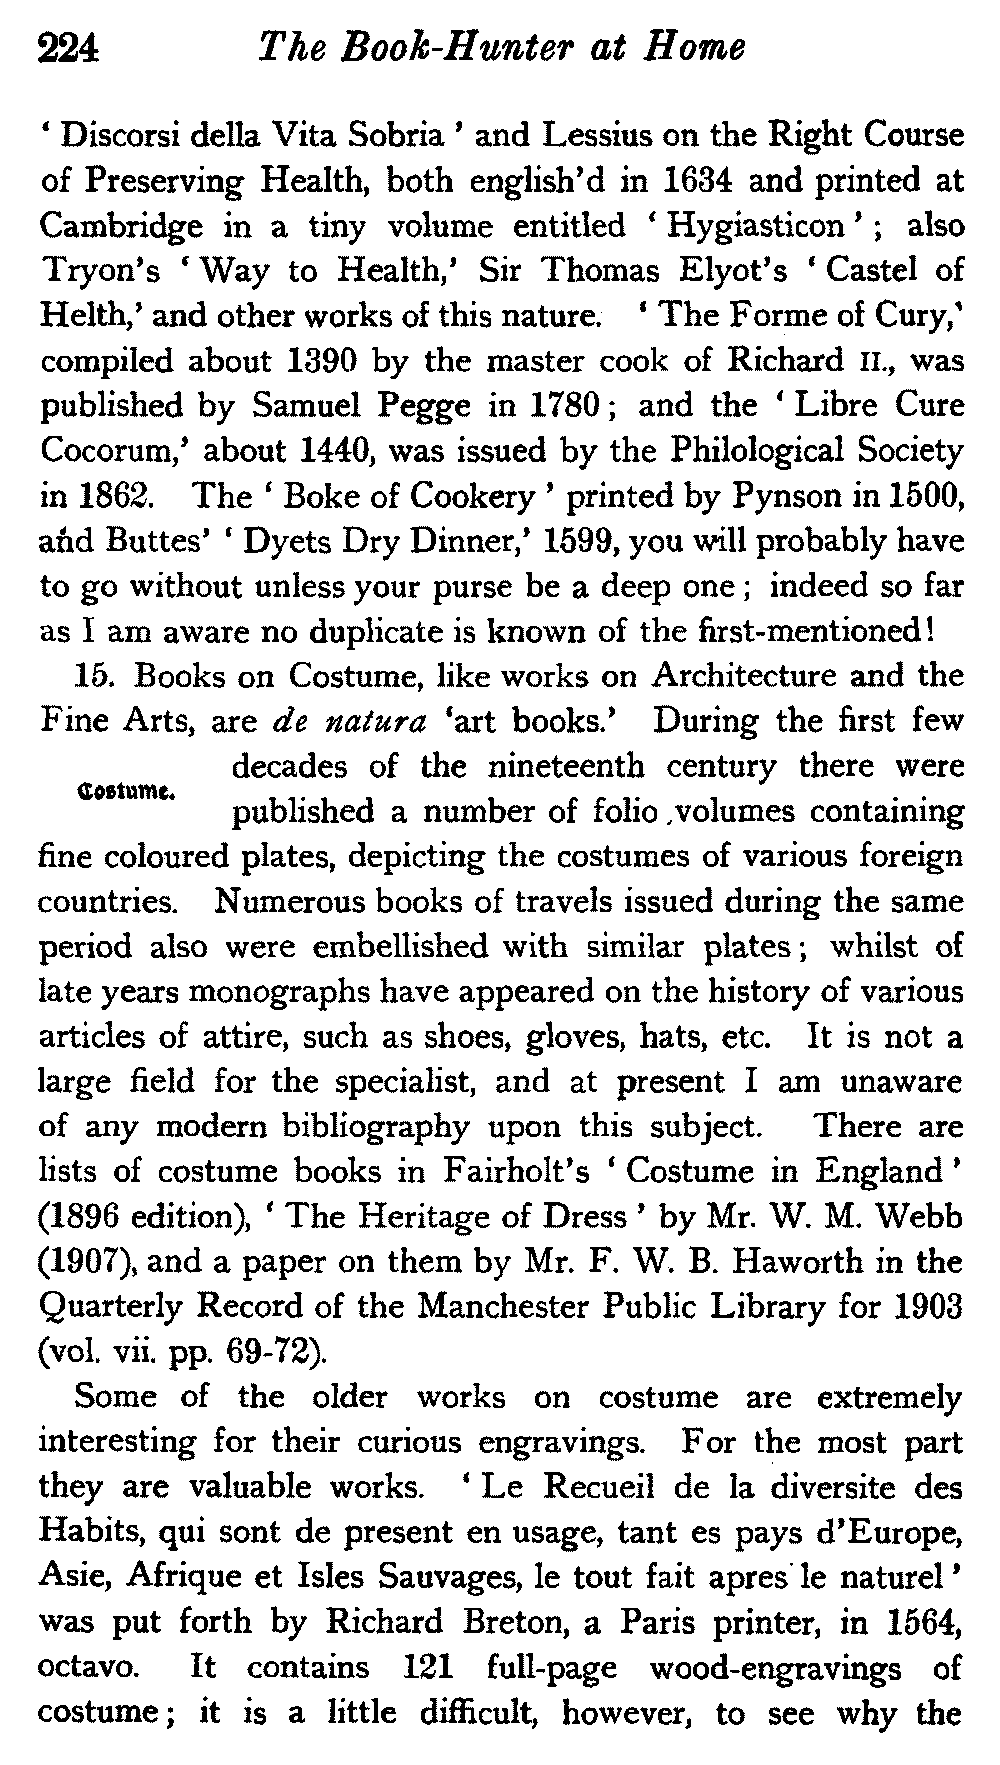 224 The Book-Hunter at Home
‘ Discorsi della Vita Sobria ’ and Lessius on the Right Course
of Preserving Health, both english’d in 1634 and printed at
Cambridge in a tiny volume entitled ‘ Hygiasticon ’ ; also
Tryon’s ‘ Way to Health,’ Sir Thomas Elyot’s ‘ Castel of
Helth,’ and other works of this nature. ‘ The Forme of Cury,’
compiled about 1390 by the master cook of Richard II., was
published by Samuel Pegge in 1780 ; and the ‘ Libre Cure
Cocorum,’ about 1440, was issued by the Philological Society
in 1862. The ‘ Boke of Cookery ’ printed by Pynson in 1500,
and Buttes’ ‘ Dyets Dry Dinner,’ 1599, you will probably have
to go without unless your purse be a deep one ; indeed so far
as I am aware no duplicate is known of the first-mentioned!
15. Books on Costume, like works on Architecture and the
Fine Arts, are de natura ‘art books.’ During the first few
decades of the nineteenth century there were
Costume.
published a number of folio volumes containing
fine coloured plates, depicting the costumes of various foreign
countries. Numerous books of travels issued during the same
period also were embellished with similar plates ; whilst of
late years monographs have appeared on the history of various
articles of attire, such as shoes, gloves, hats, etc. It is not a
large field for the specialist, and at present I am unaware
of any modern bibliography upon this subject. There are
lists of costume books in Fairholt’s ‘ Costume in England ’
(1896 edition), ‘ The Heritage of Dress ’ by Mr. W. M. Webb
(1907), and a paper on them by Mr. F. W. B. Haworth in the
Quarterly Record of the Manchester Public Library for 1903
(vol. vii. pp. 69-72).
Some of the older works on costume are extremely
interesting for their curious engravings. For the most part
they are valuable works. ‘ Le Recueil de la diversite des
Habits, qui sont de present en usage, tant es pays d’Europe,
Asie, Afrique et Isles Sauvages, le tout fait apres le naturel ’
was put forth by Richard Breton, a Paris printer, in 1564,
octavo. It contains 121 full-page wood-engravings of
costume ; it is a little difficult, however, to see why the